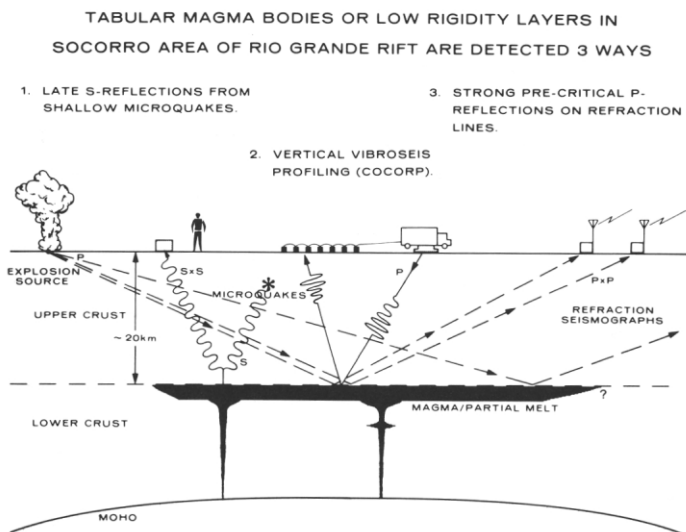 TABULAR MAGMA BODIES OR LOW RIGIDITY LAYERS IN
SOCORRO AREA OF RIO GRANDE RIFT ARE DETECTED 3 WAYS
1. LATE S-REFLECTIONS FROM
SHALLOW MICROQUAKES.
3. STRONG PRE-CRITICAL P-
REFLECTIONS ON REFRACTION
LINES.
2. VERTICAL VIBROSEIS
PROFILING (COCORP).
P
EXPLOSION
SOURCE
SxS
P
PxP
MICROQUAKES
UPPER CRUST
REFRACTION
SEISMOGRAPHS
~20km
S
?
MAGMA/PARTIAL MELT
LOWER CRUST
MOHO